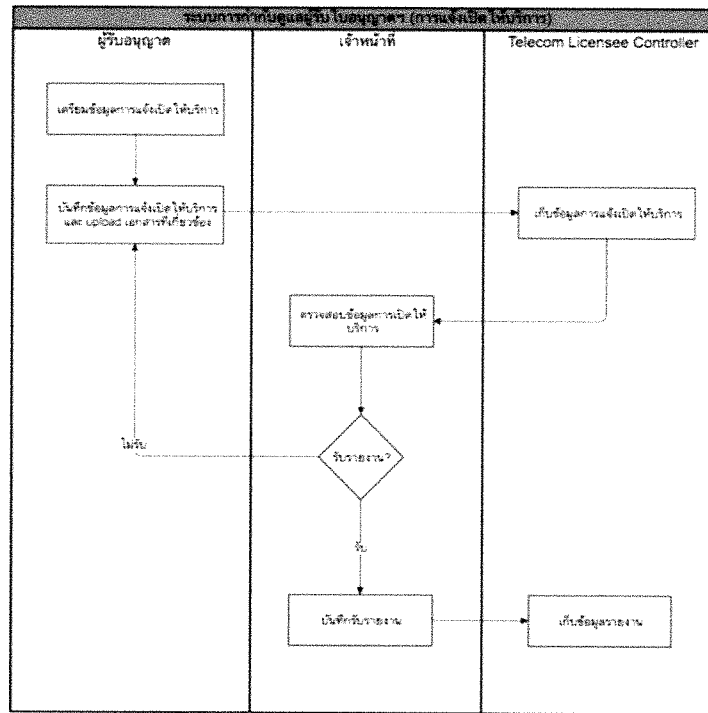 ระบบการกำกับดูแลผู้รับใบอนุญาตฯ (การแจ้งเปิดให้บริการ)
ผู้รับอนุญาต
เจ้าหน้าที่
Telecom Licensee Controller
เตรียมข้อมูลการแจ้งเปิดให้บริการ
บันทึกข้อมูลการแจ้งเปิดให้บริการ
และ upload เอกสารที่เกี่ยวข้อง
เก็บข้อมูลการแจ้งเปิดให้บริการ
ตรวจสอบข้อมูลการเปิดให้
บริการ
ไม่รับ
รับรายงาน?
รับ
บันทึกรับรายงาน
เก็บข้อมูลรายงาน